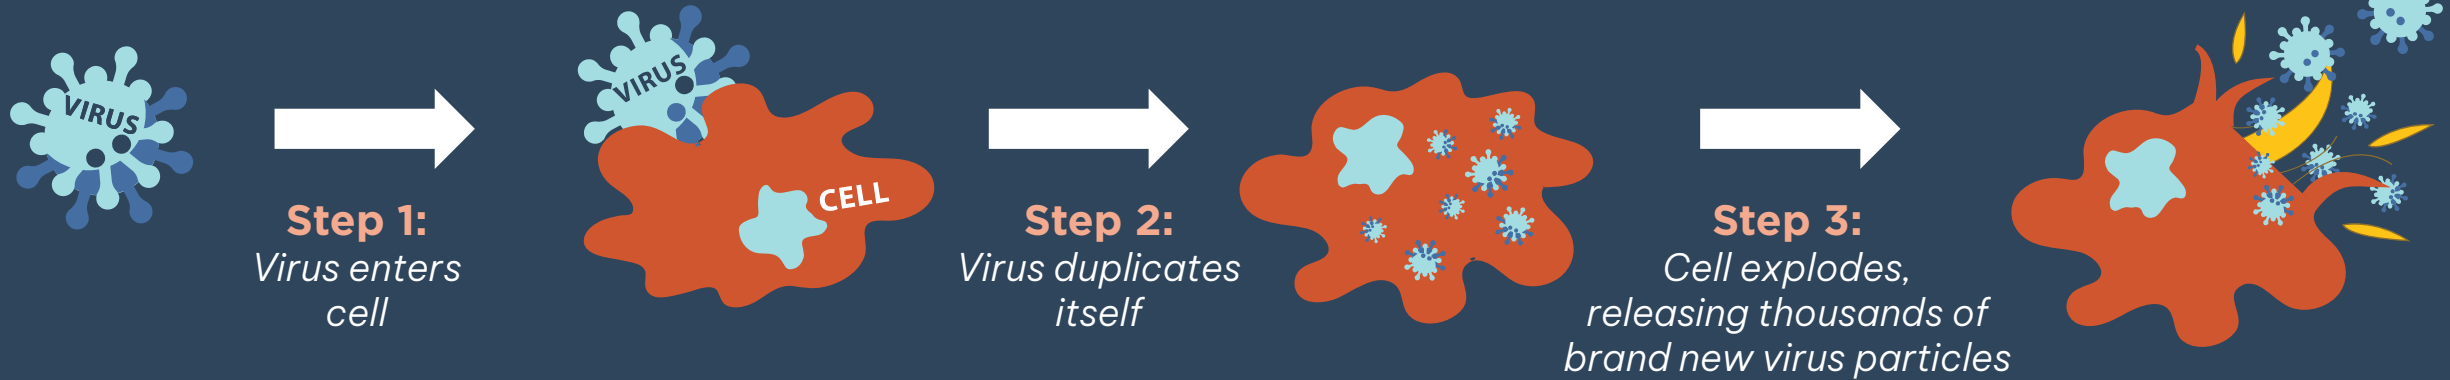 VIRUS
Step 1:
Virus enters
cell
VIRUS
CELL
Step 2:
Virus duplicates
itself
Step 3:
Cell explodes,
releasing thousands of
brand new virus particles